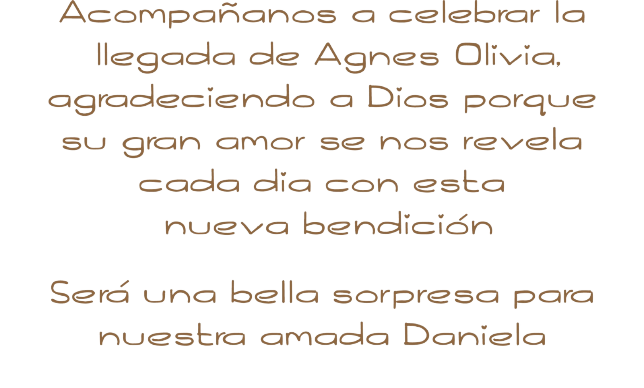 Acompañanos a celebrar la
llegada de Agnes Olivia,
agradeciendo a Dios porque
su gran amor se nos revela
cada dia con esta
nueva bendición
Será una bella sorpresa para
nuestra amada Daniela